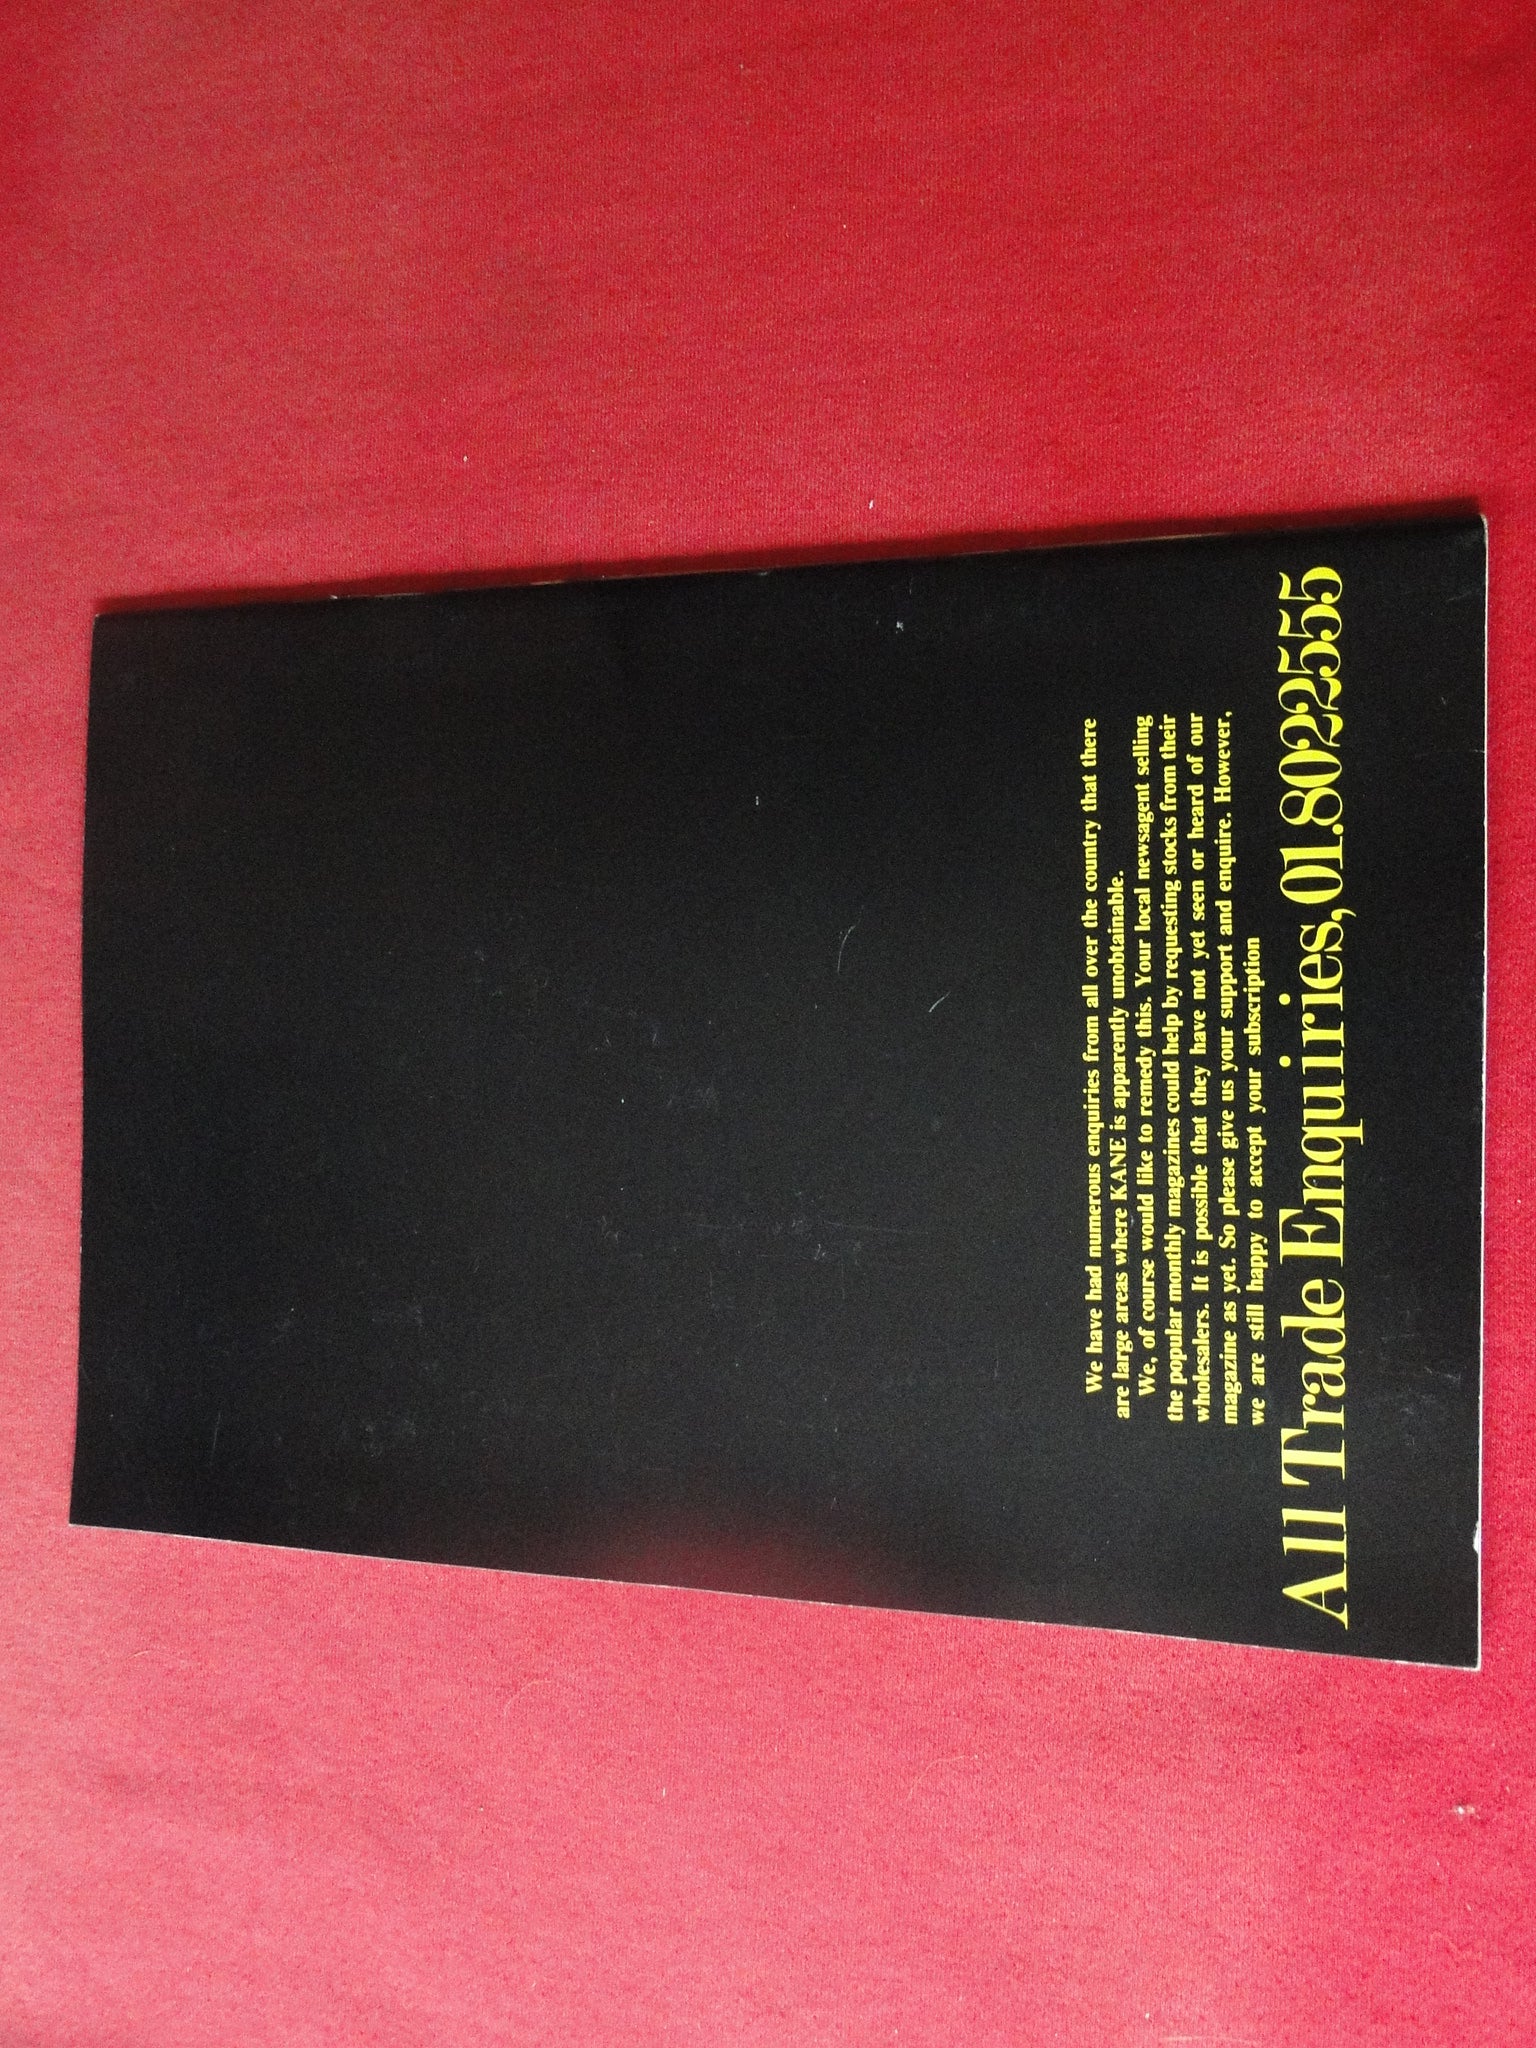 We have had numerous enquiries from all over the country that there
are large areas where KANE is apparently unobtainable.
We, of course would like to remedy this. Your local newsagent selling
the popular monthly magazines could help by requesting stocks from their
wholesalers. It is possible that they have not yet seen or heard of our
magazine as yet. So please give us your support and enquire. However,
we are still happy to accept your subscription
All Trade Enquiries, 01.8022555